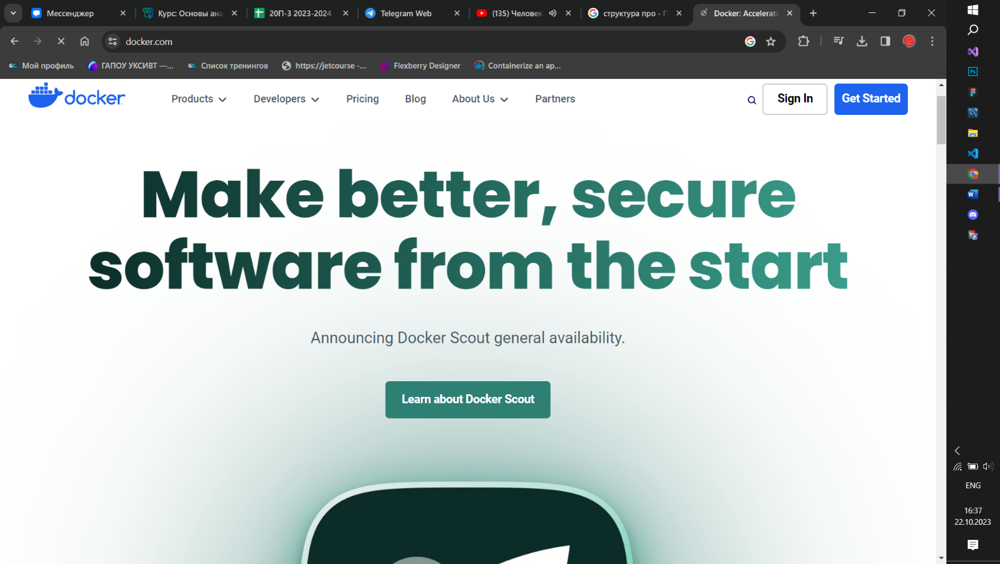 Мессенджер
Курс: Основы ана
20П-3 2023-2024
Telegram Web
(135) Человек
структура про - П
Docker: Accelerate
docker.com
Мой профиль
ГАПОУ УКСИВТ —...
Список тренингов
https://jetcourse -...
Flexberry Designer
Containerize an ap...
docker
Products
Developers
Pricing
Blog
About Us
Partners
Sign In
Get Started
Make better, secure
software from the start
Announcing Docker Scout general availability.
Learn about Docker Scout
ENG
16:37
22.10.2023